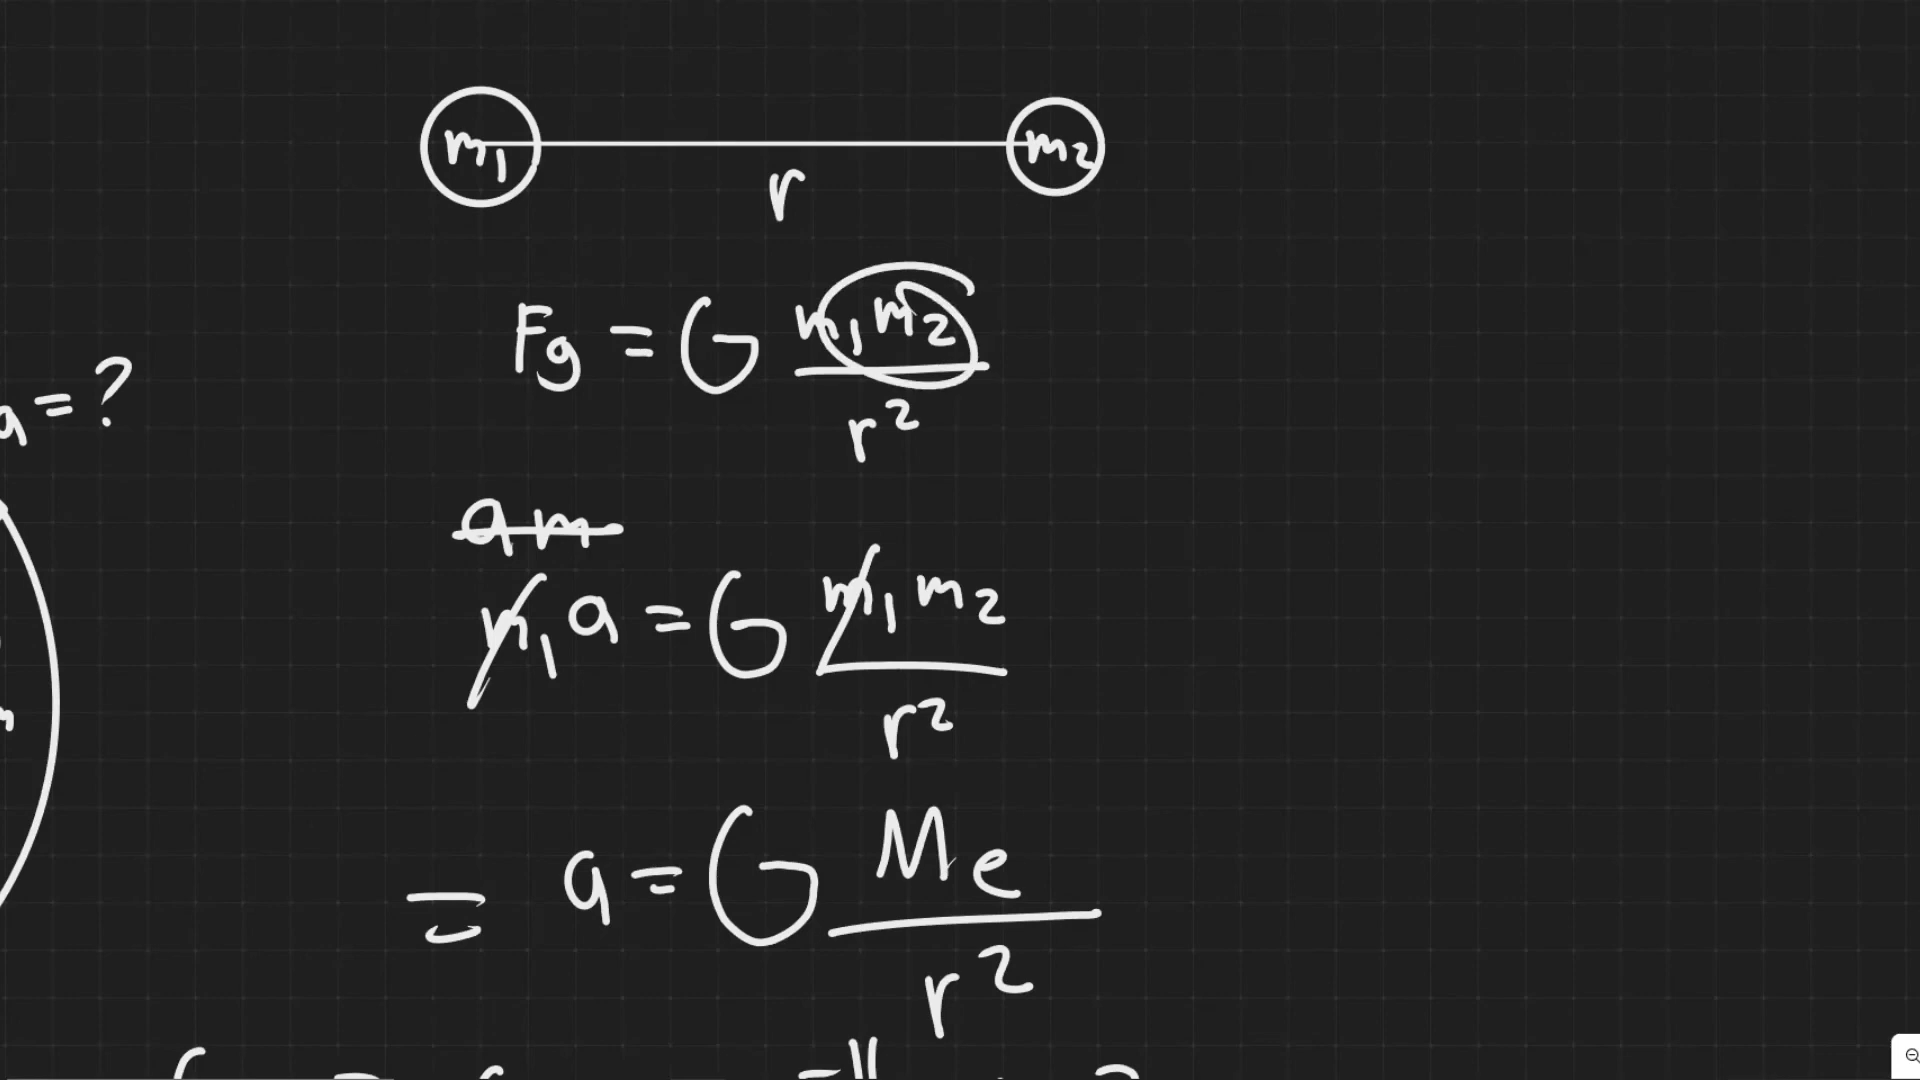 m₁ m₂
r
Fg = G m₁m₂ / r²
a = ?
am
m₁a = G m₁m₂ / r²
= a = G Me / r²